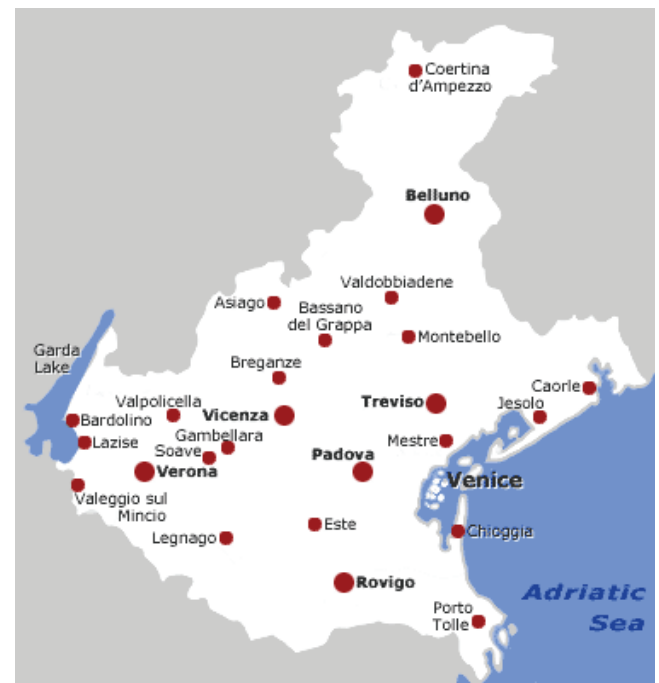 Coertina
d'Ampezzo
Belluno
Valdobbiadene
Asiago
Bassano
del Grappa
Montebello
Garda
Lake
Breganze
Caorle
Valpolicella
Vicenza
Treviso
Jesolo
Bardolino
Gambellara
Lazise
Soave
Mestre
Padova
Verona
Venice
Valeggio sul
Mincio
Este
Legnago
Chioggia
Rovigo
Adriatic
Sea
Porto
Tolle